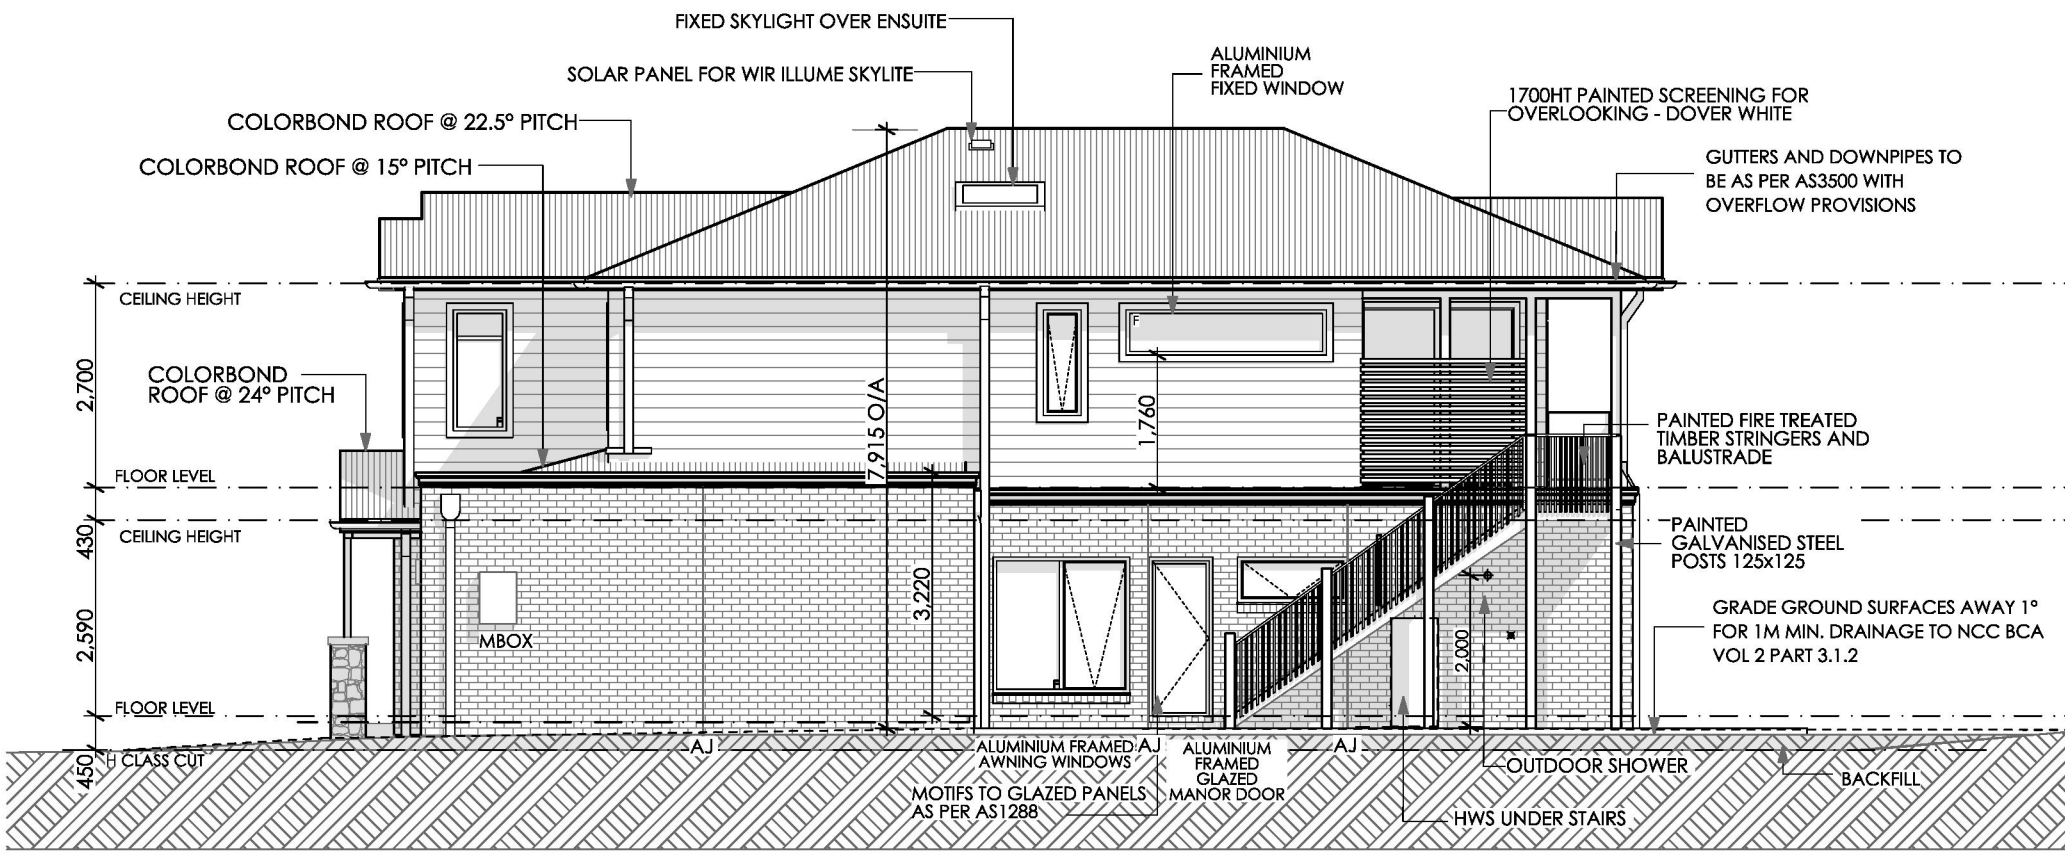 FIXED SKYLIGHT OVER ENSUITE
SOLAR PANEL FOR WIR ILLUME SKYLITE
COLORBOND ROOF @ 22.5° PITCH
COLORBOND ROOF @ 15° PITCH
ALUMINIUM
FRAMED
FIXED WINDOW
1700HT PAINTED SCREENING FOR
OVERLOOKING - DOVER WHITE
GUTTERS AND DOWNPIPES TO
BE AS PER AS3500 WITH
OVERFLOW PROVISIONS
CEILING HEIGHT
F
2,700
COLORBOND
ROOF @ 24° PITCH
F
7,915 O/A
1,760
PAINTED FIRE TREATED
TIMBER STRINGERS AND
BALUSTRADE
FLOOR LEVEL
430
CEILING HEIGHT
PAINTED
GALVANISED STEEL
POSTS 125x125
2,590
MBOX
3,220
F
2,000
GRADE GROUND SURFACES AWAY 1°
FOR 1M MIN. DRAINAGE TO NCC BCA
VOL 2 PART 3.1.2
FLOOR LEVEL
450
H CLASS CUT
AJ
ALUMINIUM FRAMED
AWNING WINDOWS
AJ
ALUMINIUM
FRAMED
GLAZED
MANOR DOOR
AJ
MOTIFS TO GLAZED PANELS
AS PER AS1288
OUTDOOR SHOWER
BACKFILL
HWS UNDER STAIRS